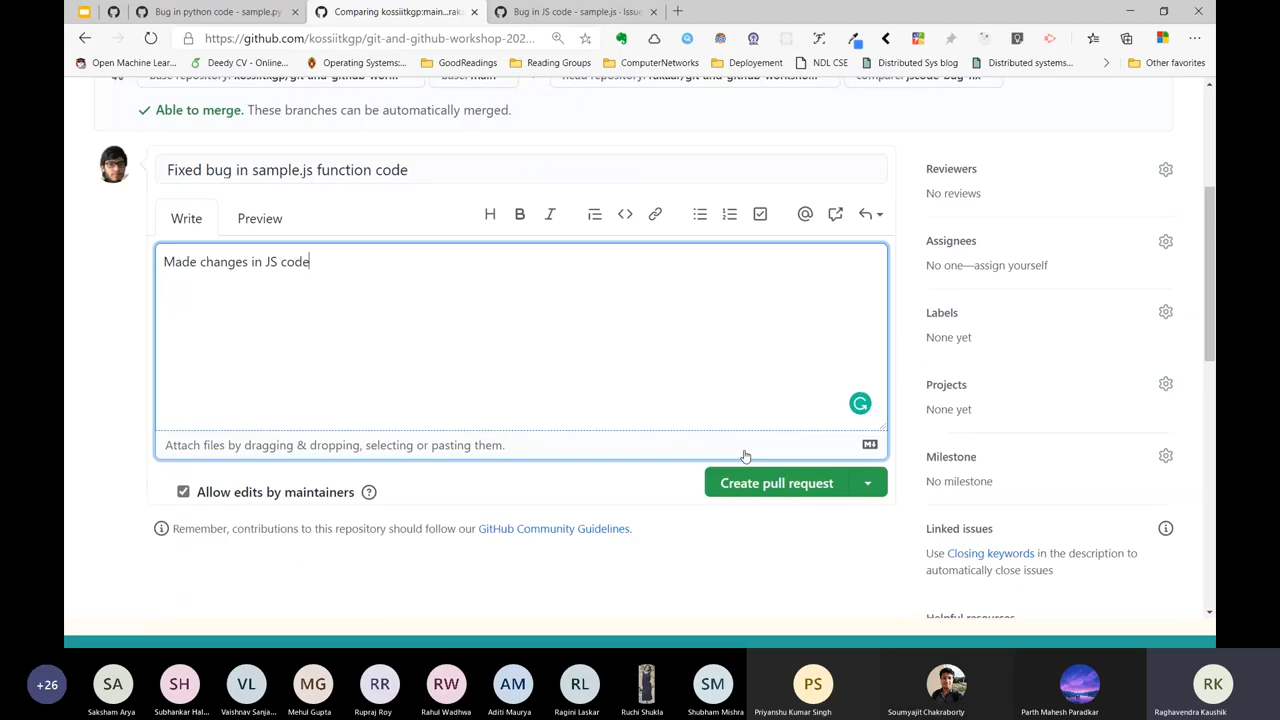 Bug in python code - sample.py
Comparing kossiitkgp:main...rak
Bug in JS code - sample.js - Issu
https://github.com/kossiitkgp/git-and-github-workshop-202...
Open Machine Lear...
Deedy CV - Online...
Operating Systems:...
GoodReadings
Reading Groups
ComputerNetworks
Deployement
NDL CSE
Distributed Sys blog
Distributed systems...
Other favorites
Able to merge. These branches can be automatically merged.
Fixed bug in sample.js function code
Write
Preview
H B I
Made changes in JS code
Attach files by dragging & dropping, selecting or pasting them.
Allow edits by maintainers
Create pull request
Remember, contributions to this repository should follow our GitHub Community Guidelines.
Reviewers
No reviews
Assignees
No one—assign yourself
Labels
None yet
Projects
None yet
Milestone
No milestone
Linked issues
Use Closing keywords in the description to
automatically close issues
Helpful resources
+26
SA
SH
VL
MG
RR
RW
AM
RL
SM
PS
RK
Saksham Arya
Subhankar Hal...
Vaishnav Sanja...
Mehul Gupta
Rupraj Roy
Rahul Wadhwa
Aditi Maurya
Ragini Laskar
Ruchi Shukla
Shubham Mishra
Priyanshu Kumar Singh
Soumyajit Chakraborty
Parth Mahesh Paradkar
Raghavendra Kaushik